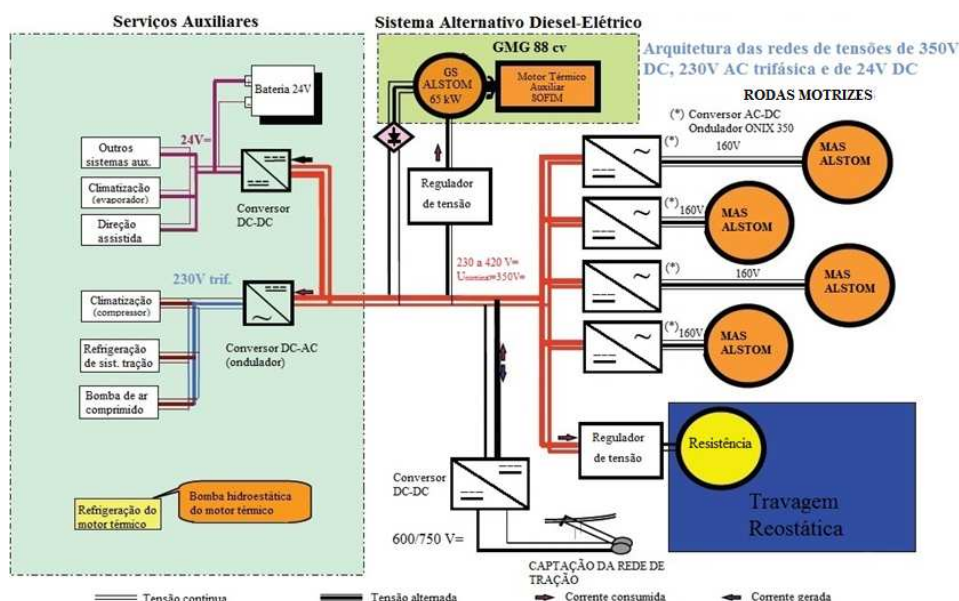 Serviços Auxiliares
Sistema Alternativo Diesel-Elétrico
GMG 88 cv
GS
ALSTOM
65 kW
Motor Térmico
Auxiliar
SOFIM
Arquitetura das redes de tensões de 350V
DC, 230V AC trifásica e de 24V DC
RODAS MOTRIZES
(*) Conversor AC-DC
Ondulador ONIX 350
Bateria 24V
+
-
24V=
Outros
sistemas aux.
Climatização
(evaporador)
Direção
assistida
Conversor
DC-DC
Regulador
de tensão
(*)
160V
MAS
ALSTOM
(*)
160V
MAS
ALSTOM
(*)
160V
MAS
ALSTOM
(*)
160V
MAS
ALSTOM
230 a 420 V=
=350V=
230V trif.
Climatização
(compressor)
Refrigeração
de sist. tração
Bomba de ar
comprimido
Conversor DC-AC
(ondulador)
Regulador
de tensão
Resistência
Travagem
Reostática
Conversor
DC-DC
600/750 V=
CAPTAÇÃO DA REDE DE
TRAÇÃO
Refrigeração do
motor térmico
Bomba hidroestática
do motor térmico
Tensão contínua
Tensão alternada
Corrente consumida
Corrente gerada